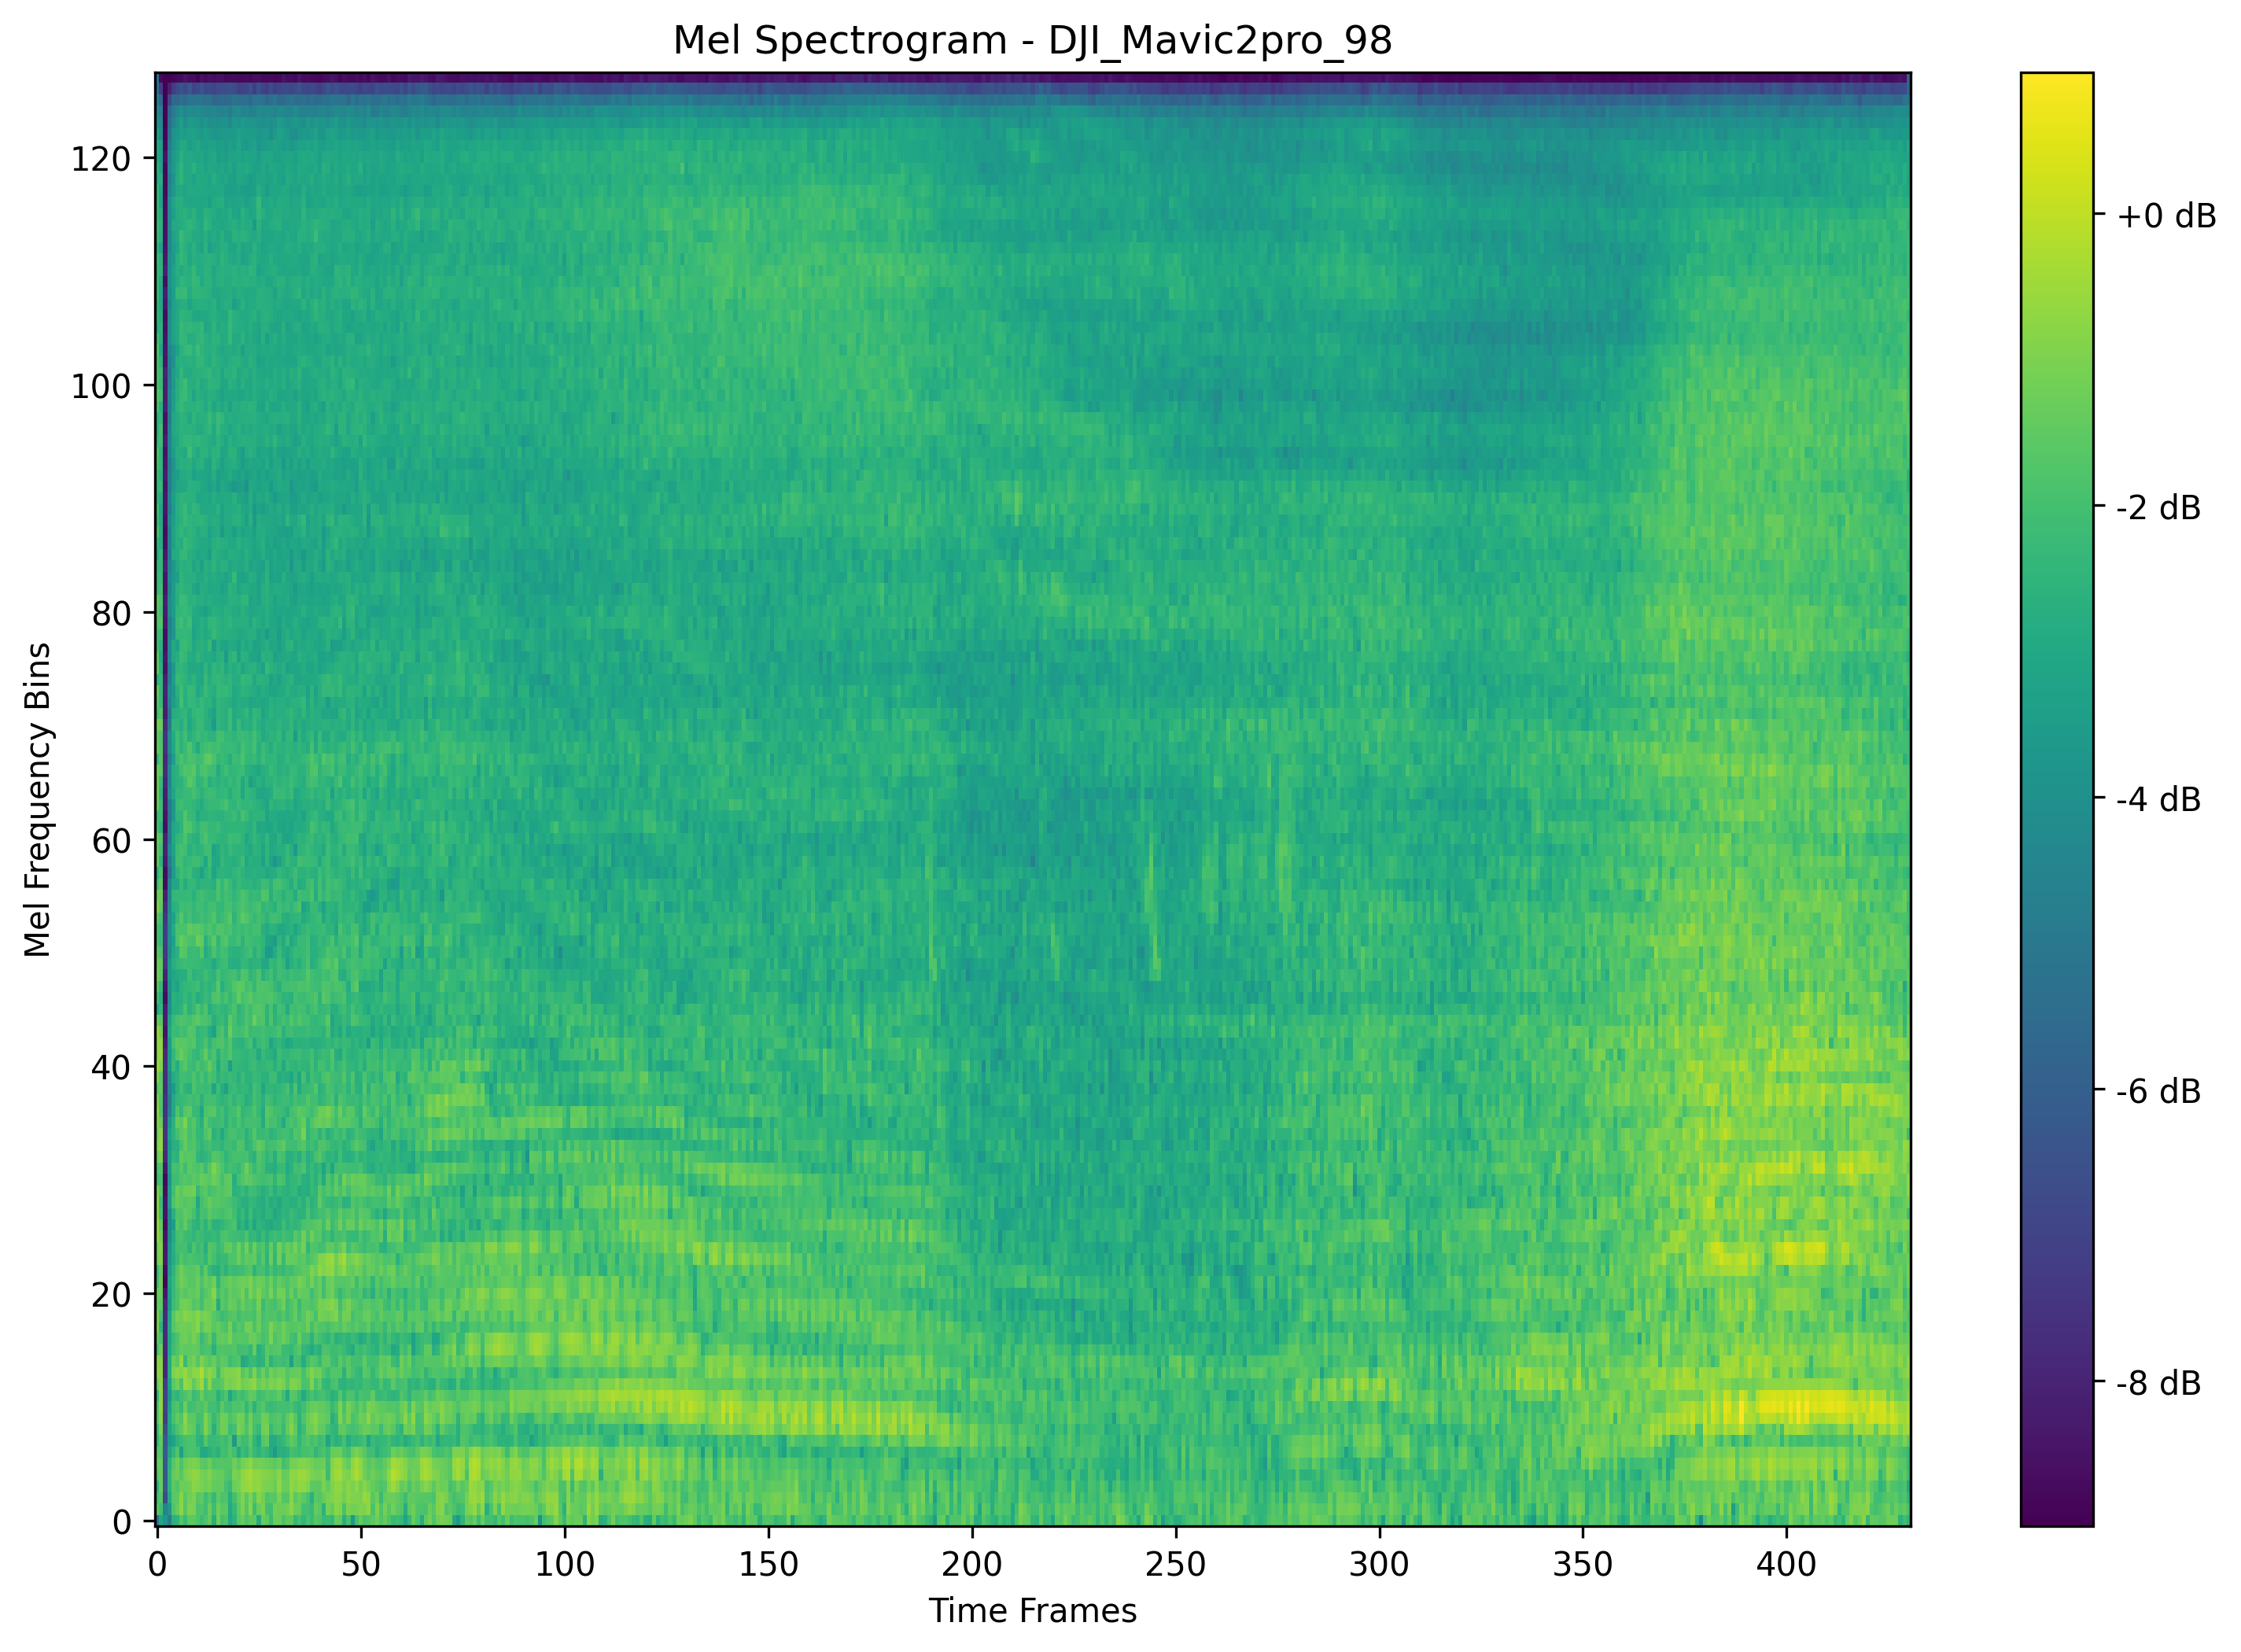 Mel Spectrogram - DJI_Mavic2pro_98
Mel Frequency Bins
120
100
80
60
40
20
0
0 50 100 150 200 250 300 350 400
Time Frames
+0 dB
-2 dB
-4 dB
-6 dB
-8 dB